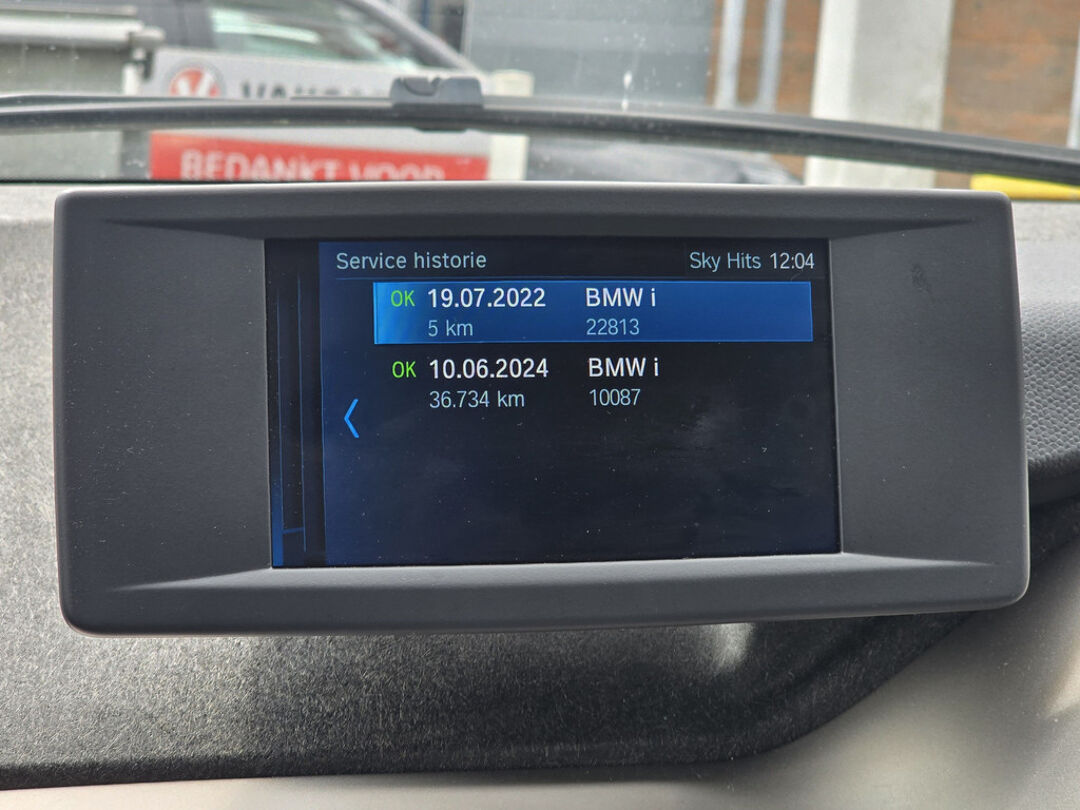 BEDANKT VOOR
Service historie
Sky Hits 12:04
OK 19.07.2022 BMW i
5 km 22813
OK 10.06.2024 BMW i
36.734 km 10087